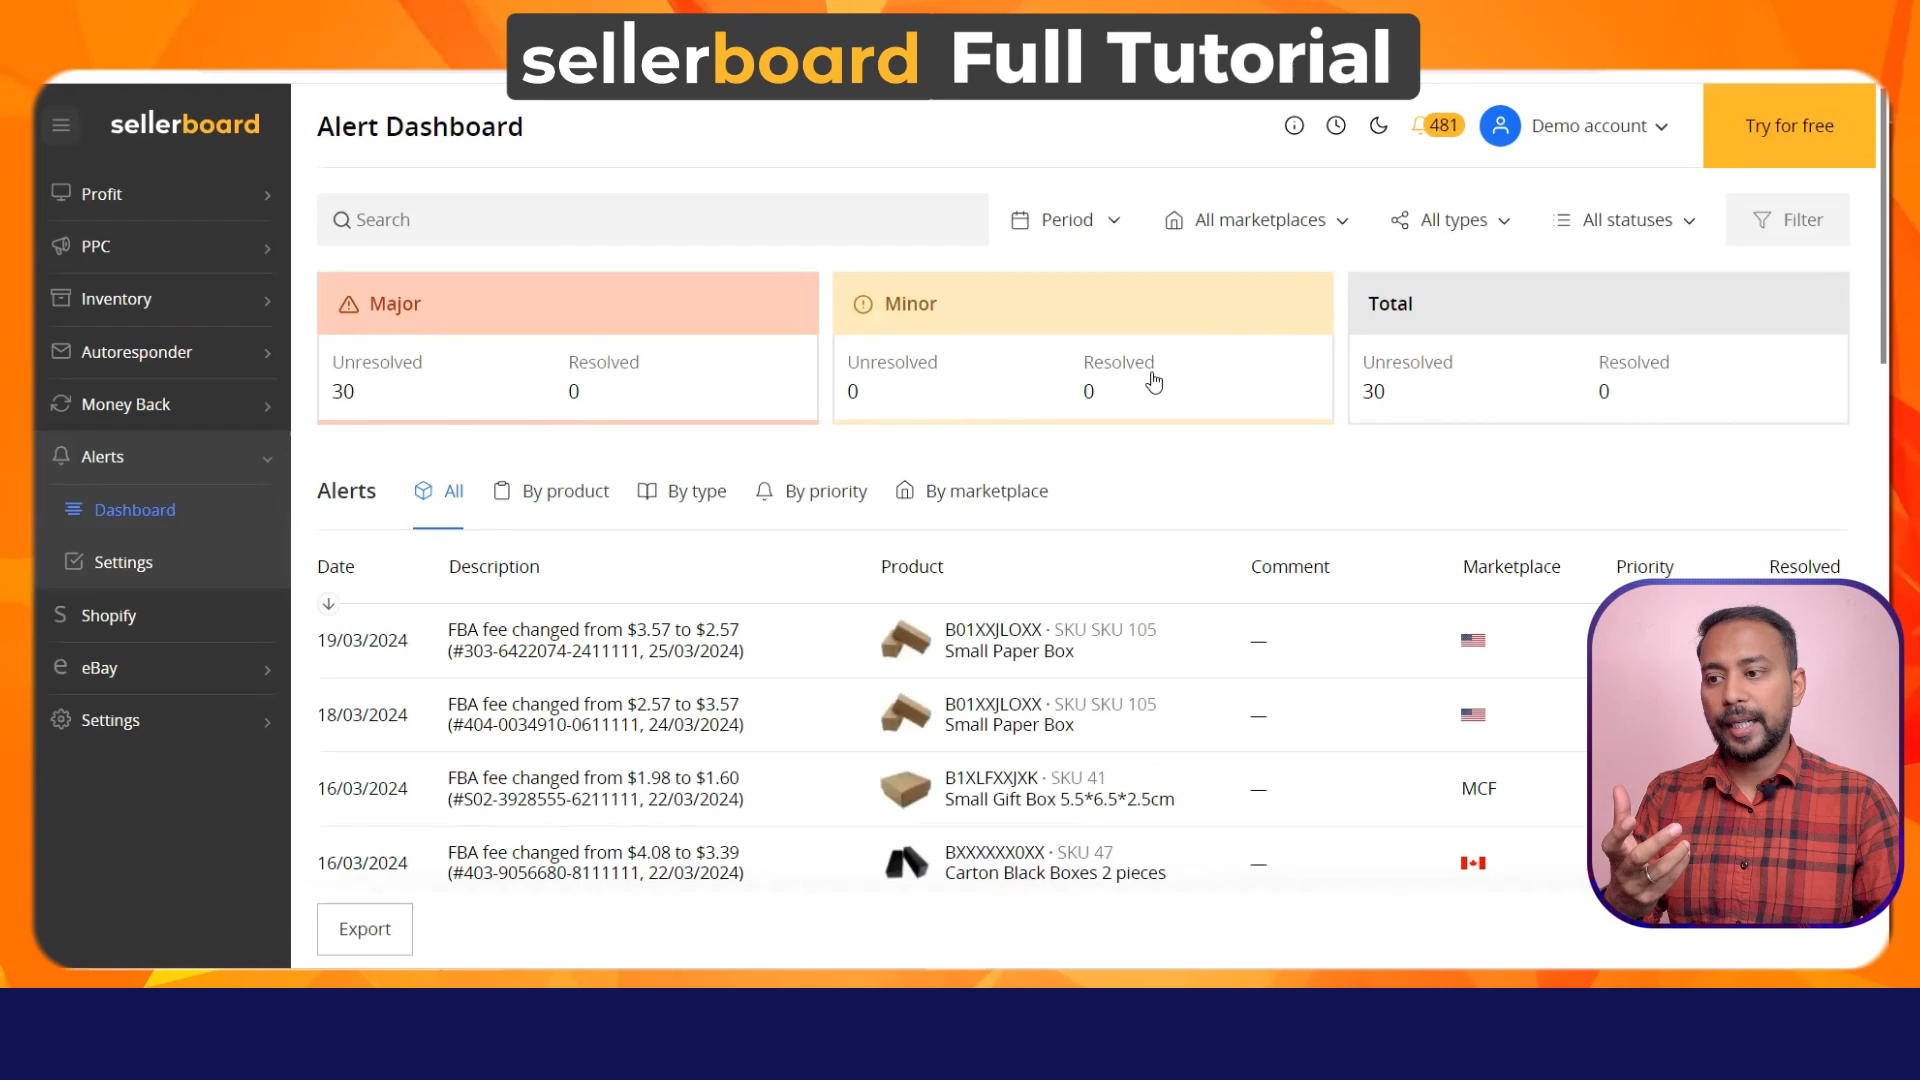 sellerboard Full Tutorial
sellerboard
Alert Dashboard
481
Demo account
Try for free
Profit
PPC
Inventory
Autoresponder
Money Back
Alerts
Dashboard
Settings
Shopify
eBay
Settings
Search
Period
All marketplaces
All types
All statuses
Filter
Major
Unresolved
Resolved
30
0
Minor
Unresolved
Resolved
0
0
Total
Unresolved
Resolved
30
0
Alerts
All
By product
By type
By priority
By marketplace
Date
Description
Product
Comment
Marketplace
Priority
Resolved
19/03/2024
FBA fee changed from $3.57 to $2.57
(#303-6422074-2411111, 25/03/2024)
B01XXJLOXX · SKU SKU 105
Small Paper Box
—
18/03/2024
FBA fee changed from $2.57 to $3.57
(#404-0034910-0611111, 24/03/2024)
B01XXJLOXX · SKU SKU 105
Small Paper Box
—
16/03/2024
FBA fee changed from $1.98 to $1.60
(#S02-3928555-6211111, 22/03/2024)
B1XLFXXJXK · SKU 41
Small Gift Box 5.5*6.5*2.5cm
—
MCF
16/03/2024
FBA fee changed from $4.08 to $3.39
(#403-9056680-8111111, 22/03/2024)
BXXXXXX0XX · SKU 47
Carton Black Boxes 2 pieces
—
Export